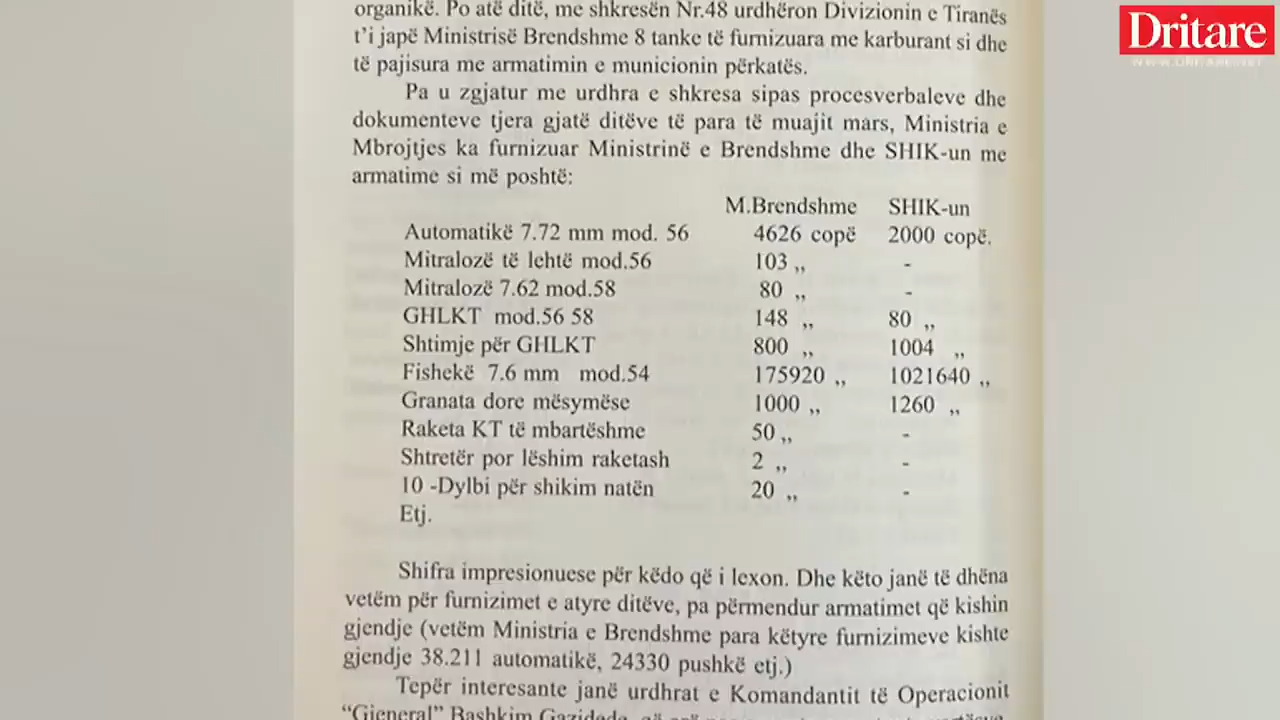 Dritare
organikë. Po atë ditë, me shkresën Nr.48 urdhëron Divizionin e Tiranës
t’i japë Ministrisë Brendshme 8 tanke të furnizuara me karburant si dhe
të pajisura me armatimin e municionin përkatës.
Pa u zgjatur me urdhra e shkresa sipas procesverbaleve dhe
dokumenteve tjera gjatë ditëve të para të muajit mars, Ministria e
Mbrojtjes ka furnizuar Ministrinë e Brendshme dhe SHIK-un me
armatime si më poshtë:
M.Brendshme SHIK-un
Automatikë 7.72 mm mod. 56 4626 copë 2000 copë.
Mitralozë të lehtë mod.56 103 „ -
Mitralozë 7.62 mod.58 80 „ -
GHLKT mod.56 58 148 „ 80 „
Shtimje për GHLKT 800 „ 1004 „
Fishekë 7.6 mm mod.54 175920 „ 1021640 „
Granata dore mësymëse 1000 „ 1260 „
Raketa KT të mbartëshme 50 „ -
Shtretër por lëshim raketash 2 „ -
10 -Dylbi për shikim natën 20 „ -
Etj.
Shifra impresionuese për këdo që i lexon. Dhe këto janë të dhëna
vetëm për furnizimet e atyre ditëve, pa përmendur armatimet që kishin
gjendje (vetëm Ministria e Brendshme para këtyre furnizimeve kishte
gjendje 38.211 automatikë, 24330 pushkë etj.)
Tepër interesante janë urdhrat e Komandantit të Operacionit
“Gjeneral” Bashkim Gazidede,